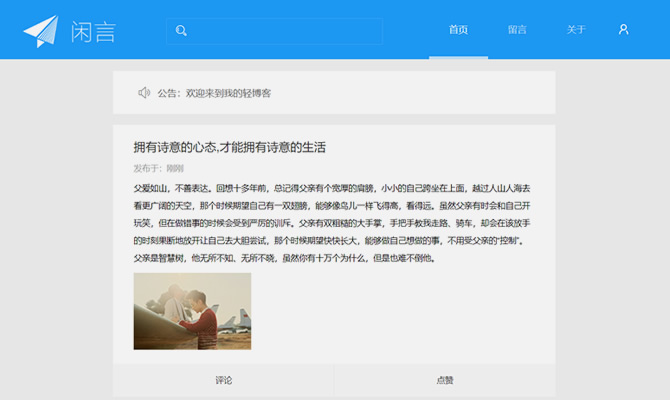 闲言
首页
留言
关于
公告：欢迎来到我的轻博客
拥有诗意的心态,才能拥有诗意的生活
发布于：刚刚
父爱如山，不善表达。回想十多年前，总记得父亲有个宽厚的肩膀，小小的自己跨坐在上面，越过人山人海去
看更广阔的天空，那个时候期望自己有一双翅膀，能够像鸟儿一样飞得高，看得远。虽然父亲有时会和自己开
玩笑，但在做错事的时候会受到严厉的训斥。父亲有双粗糙的大手掌，手把手教我走路、骑车，却会在该放手
的时刻果断地放开让自己去大胆尝试，那个时候期望快快长大，能够做自己想做的事，不用受父亲的“控制”。
父亲是智慧树，他无所不知、无所不晓，虽然你有十万个为什么，但是也难不倒他。
评论
点赞